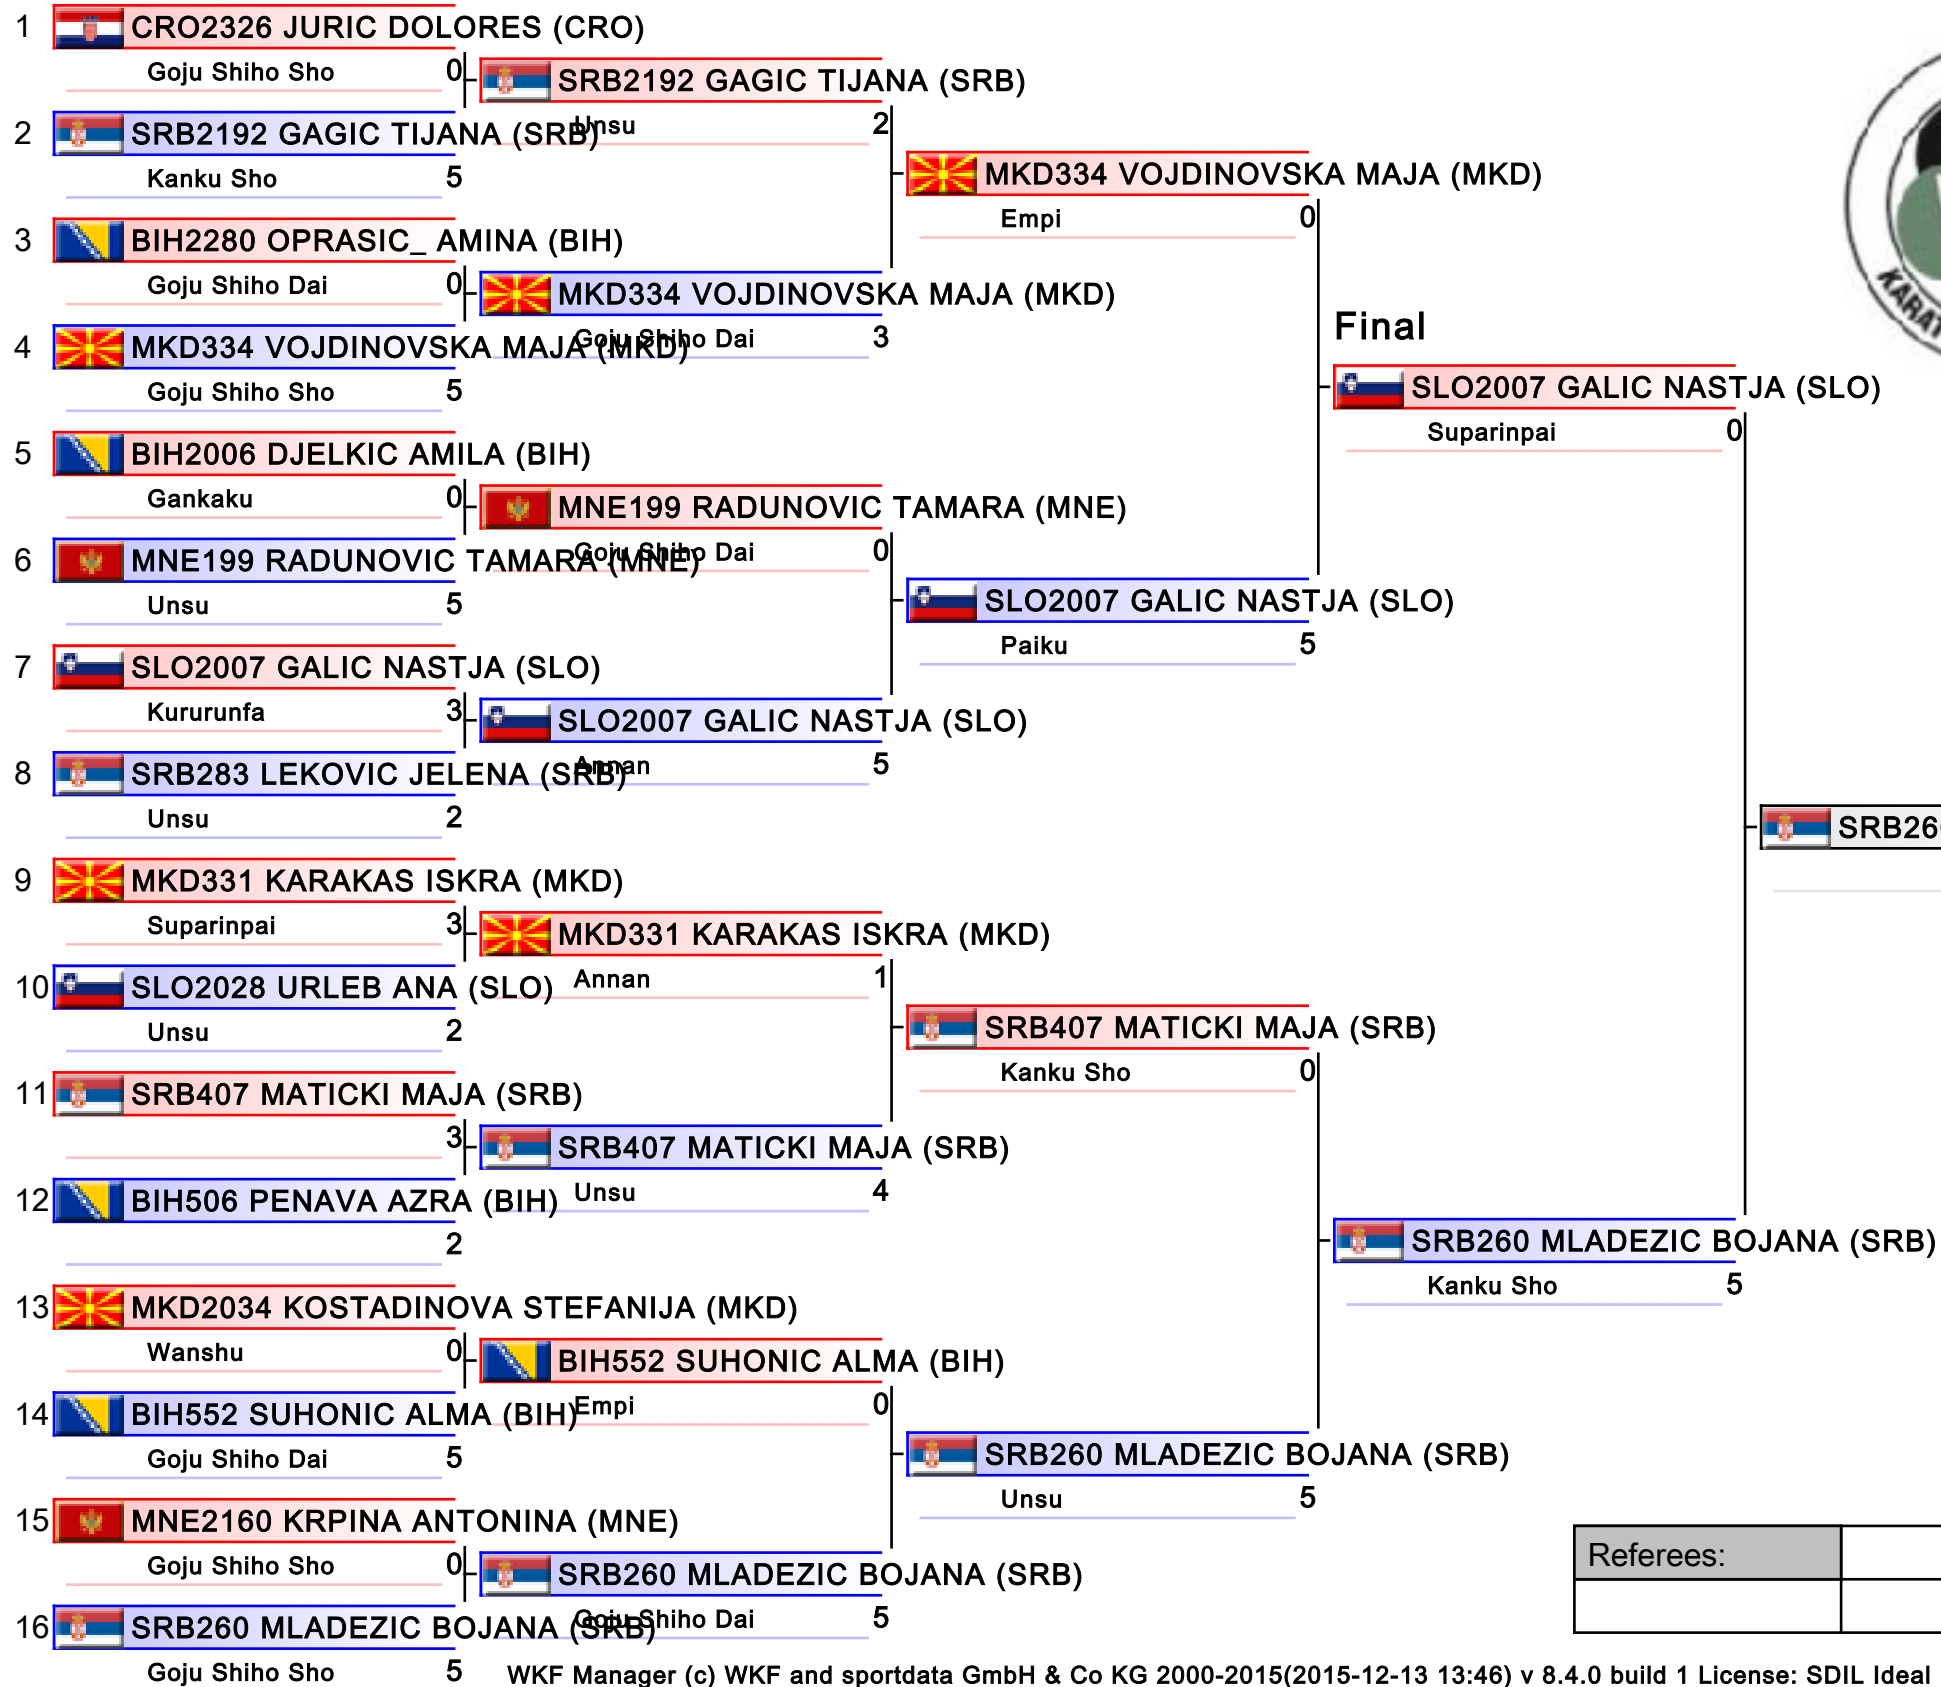 1 CRO2326 JURIC DOLORES (CRO)
Goju Shiho Sho 0
2 SRB2192 GAGIC TIJANA (SRB)
Kanku Sho 5
3 BIH2280 OPRASIC_ AMINA (BIH)
Goju Shiho Dai 0
4 MKD334 VOJDINOVSKA MAJA (MKD)
Goju Shiho Sho 5
5 BIH2006 DJELKIC AMILA (BIH)
Gankaku 0
6 MNE199 RADUNOVIC TAMARA (MNE)
Unsu 5
7 SLO2007 GALIC NASTJA (SLO)
Kururunfa 3
8 SRB283 LEKOVIC JELENA (SRB)
Unsu 2
9 MKD331 KARAKAS ISKRA (MKD)
Suparinpai 3
10 SLO2028 URLEB ANA (SLO)
Unsu 2
11 SRB407 MATICKI MAJA (SRB)
3
12 BIH506 PENAVA AZRA (BIH)
2
13 MKD2034 KOSTADINOVA STEFANIJA (MKD)
Wanshu 0
14 BIH552 SUHONIC ALMA (BIH)
Goju Shiho Dai 5
15 MNE2160 KRPINA ANTONINA (MNE)
Goju Shiho Sho 0
16 SRB260 MLADEZIC BOJANA (SRB)
Goju Shiho Sho 5
SRB2192 GAGIC TIJANA (SRB)
Unsu 2
MKD334 VOJDINOVSKA MAJA (MKD)
Goju Shiho Dai 3
MNE199 RADUNOVIC TAMARA (MNE)
Goju Shiho Dai 0
SLO2007 GALIC NASTJA (SLO)
Annan 5
MKD331 KARAKAS ISKRA (MKD)
Annan 1
SRB407 MATICKI MAJA (SRB)
Unsu 4
BIH552 SUHONIC ALMA (BIH)
Empi 0
SRB260 MLADEZIC BOJANA (SRB)
Goju Shiho Dai 5
MKD334 VOJDINOVSKA MAJA (MKD)
Empi 0
SLO2007 GALIC NASTJA (SLO)
Paiku 5
SRB407 MATICKI MAJA (SRB)
Kanku Sho 0
SRB260 MLADEZIC BOJANA (SRB)
Unsu 5
Final
SLO2007 GALIC NASTJA (SLO)
Suparinpai 0
SRB260 MLADEZIC BOJANA (SRB)
Kanku Sho 5
Referees:
WKF Manager (c) WKF and sportdata GmbH & Co KG 2000-2015(2015-12-13 13:46) v 8.4.0 build 1 License: SDIL Ideal